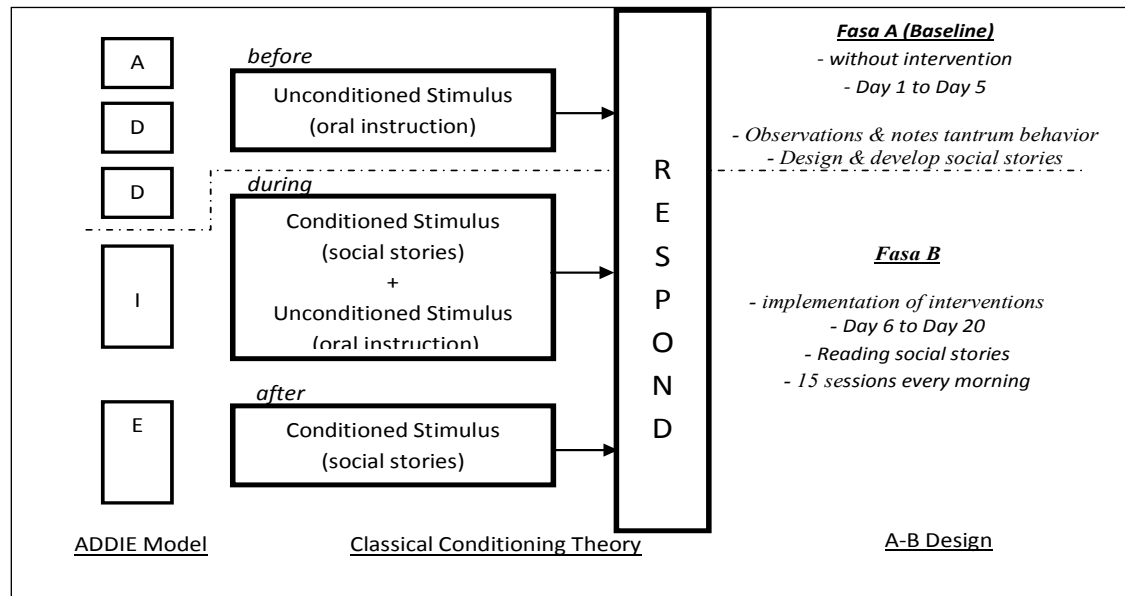 A
D
D
I
E
ADDIE Model
before
Unconditioned Stimulus
(oral instruction)
during
Conditioned Stimulus
(social stories)
+
Unconditioned Stimulus
(oral instruction)
after
Conditioned Stimulus
(social stories)
Classical Conditioning Theory
R
E
S
P
O
N
D
Fasa A (Baseline)
- without intervention
- Day 1 to Day 5
- Observations & notes tantrum behavior
- Design & develop social stories
Fasa B
- implementation of interventions
- Day 6 to Day 20
- Reading social stories
- 15 sessions every morning
A-B Design